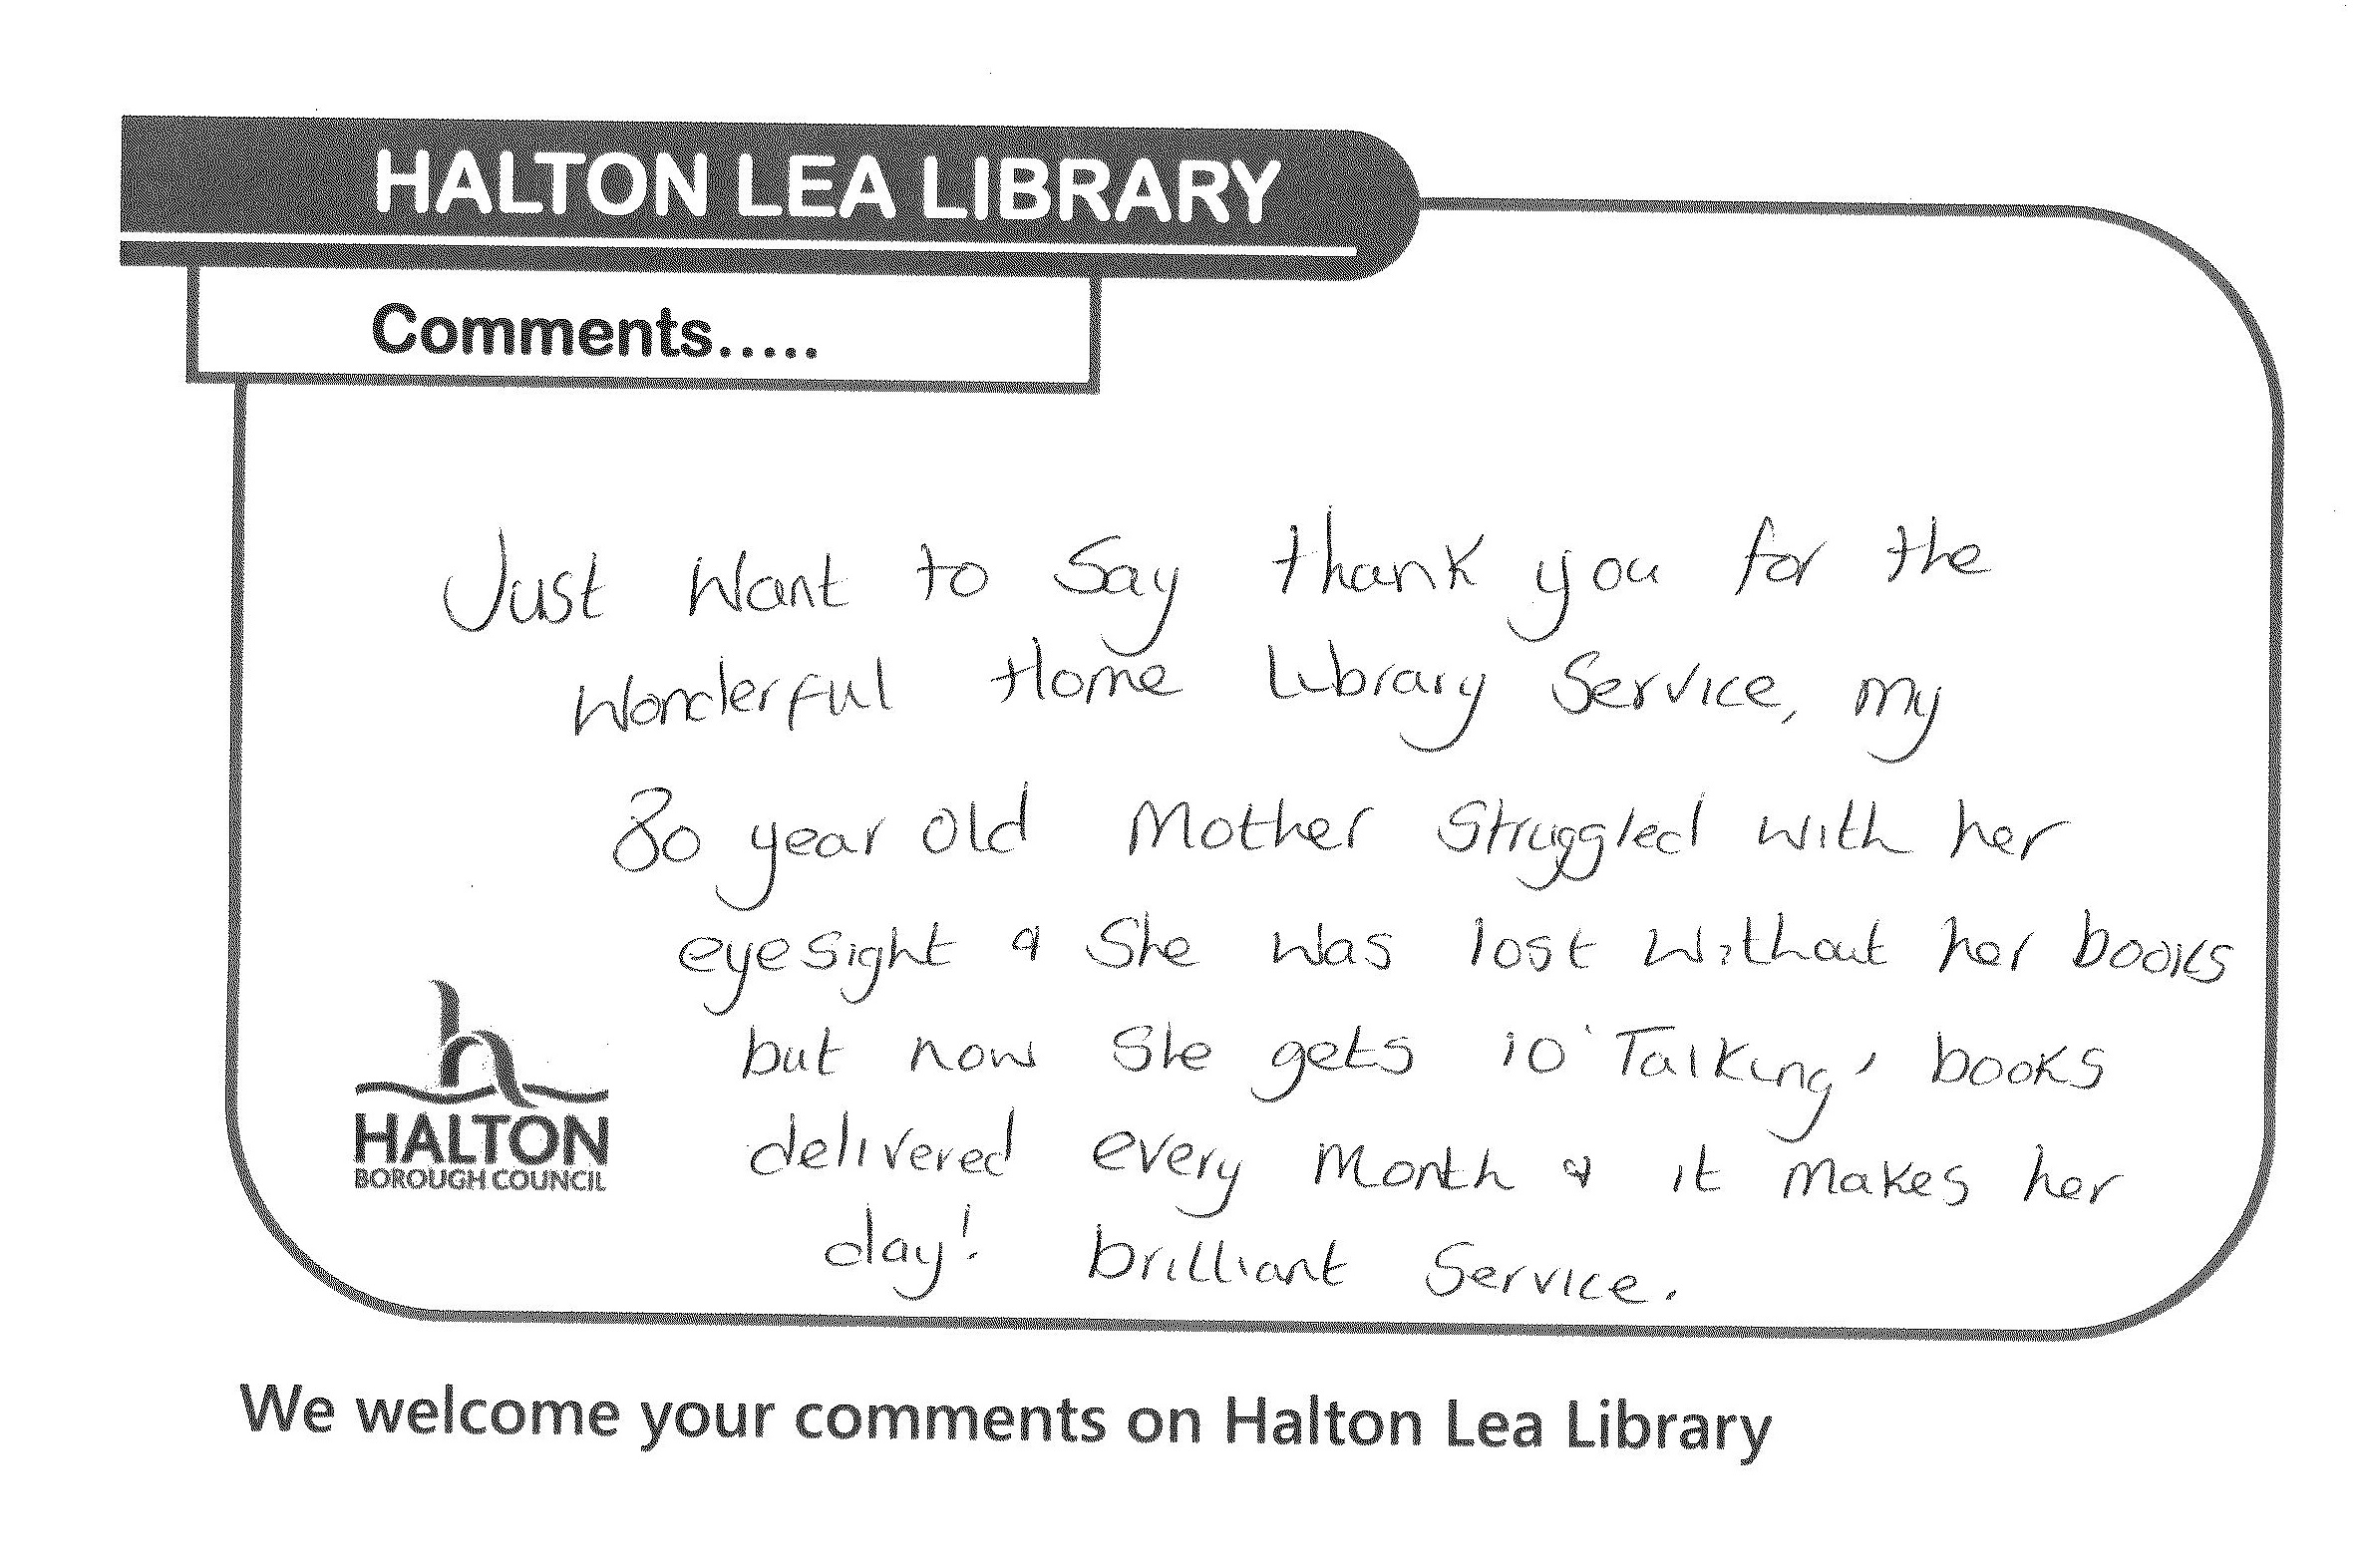 HALTON LEA LIBRARY
Comments.....
Just want to say thank you for the
wonderful Home Library Service, my
80 year old Mother Struggled with her
eyesight & She was lost without her books
but now She gets 10 'Talking' books
delivered every Month & it makes her
day! brilliant Service.
HALTON
BOROUGH COUNCIL
We welcome your comments on Halton Lea Library